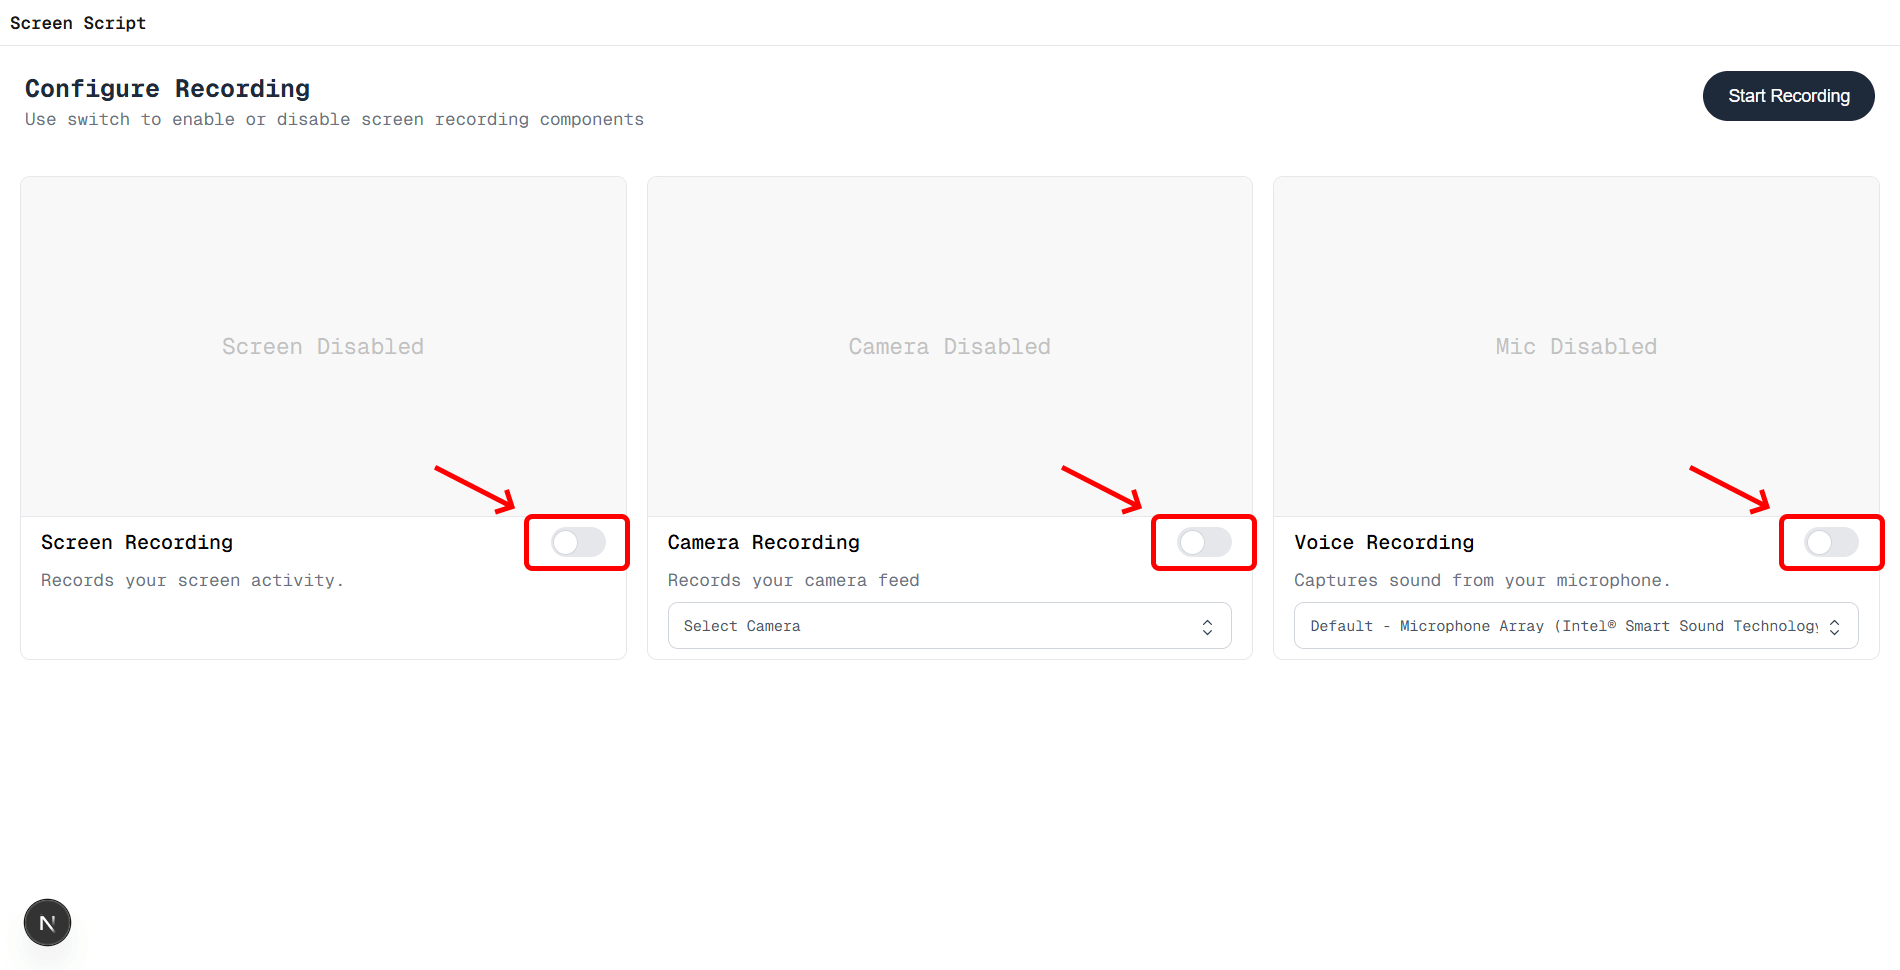 Screen Script
Configure Recording
Use switch to enable or disable screen recording components
Start Recording
Screen Disabled
Screen Recording
Records your screen activity.
Camera Disabled
Camera Recording
Records your camera feed
Select Camera
Mic Disabled
Voice Recording
Captures sound from your microphone.
Default - Microphone Array (Intel® Smart Sound Technology
N